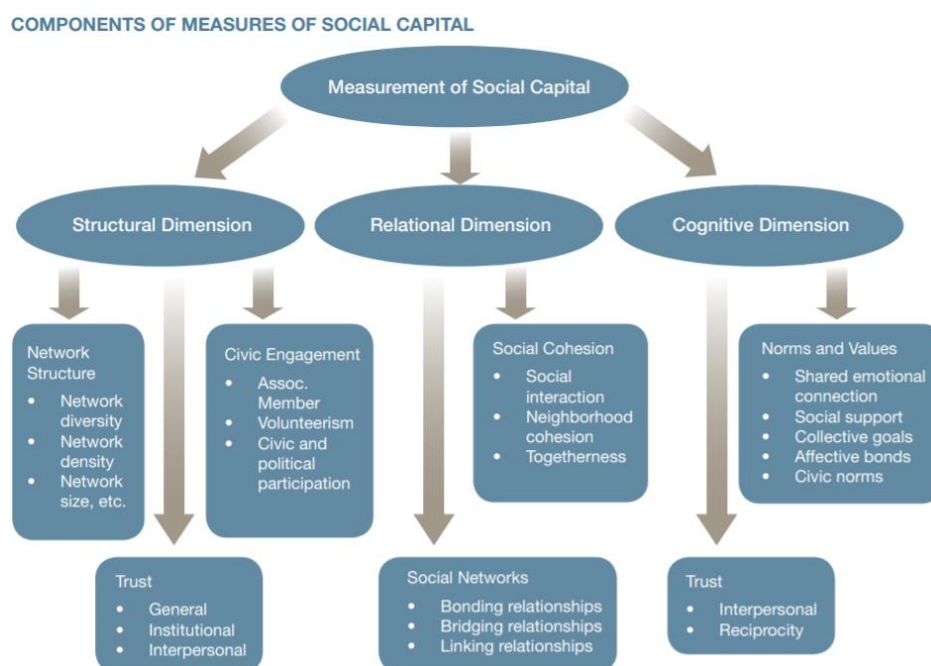 COMPONENTS OF MEASURES OF SOCIAL CAPITAL
Measurement of Social Capital
Structural Dimension
Relational Dimension
Cognitive Dimension
Network
Structure
• Network
diversity
• Network
density
• Network
size, etc.
Civic Engagement
• Assoc.
Member
• Volunteerism
• Civic and
political
participation
Social Cohesion
• Social
interaction
• Neighborhood
cohesion
• Togetherness
Norms and Values
• Shared emotional
connection
• Social support
• Collective goals
• Affective bonds
• Civic norms
Trust
• General
• Institutional
• Interpersonal
Social Networks
• Bonding relationships
• Bridging relationships
• Linking relationships
Trust
• Interpersonal
• Reciprocity